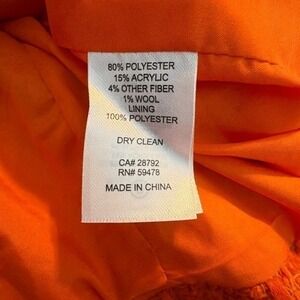 80% POLYESTER
15% ACRYLIC
4% OTHER FIBER
1% WOOL
LINING
100% POLYESTER
DRY CLEAN
CA# 28792
RN# 59478
MADE IN CHINA